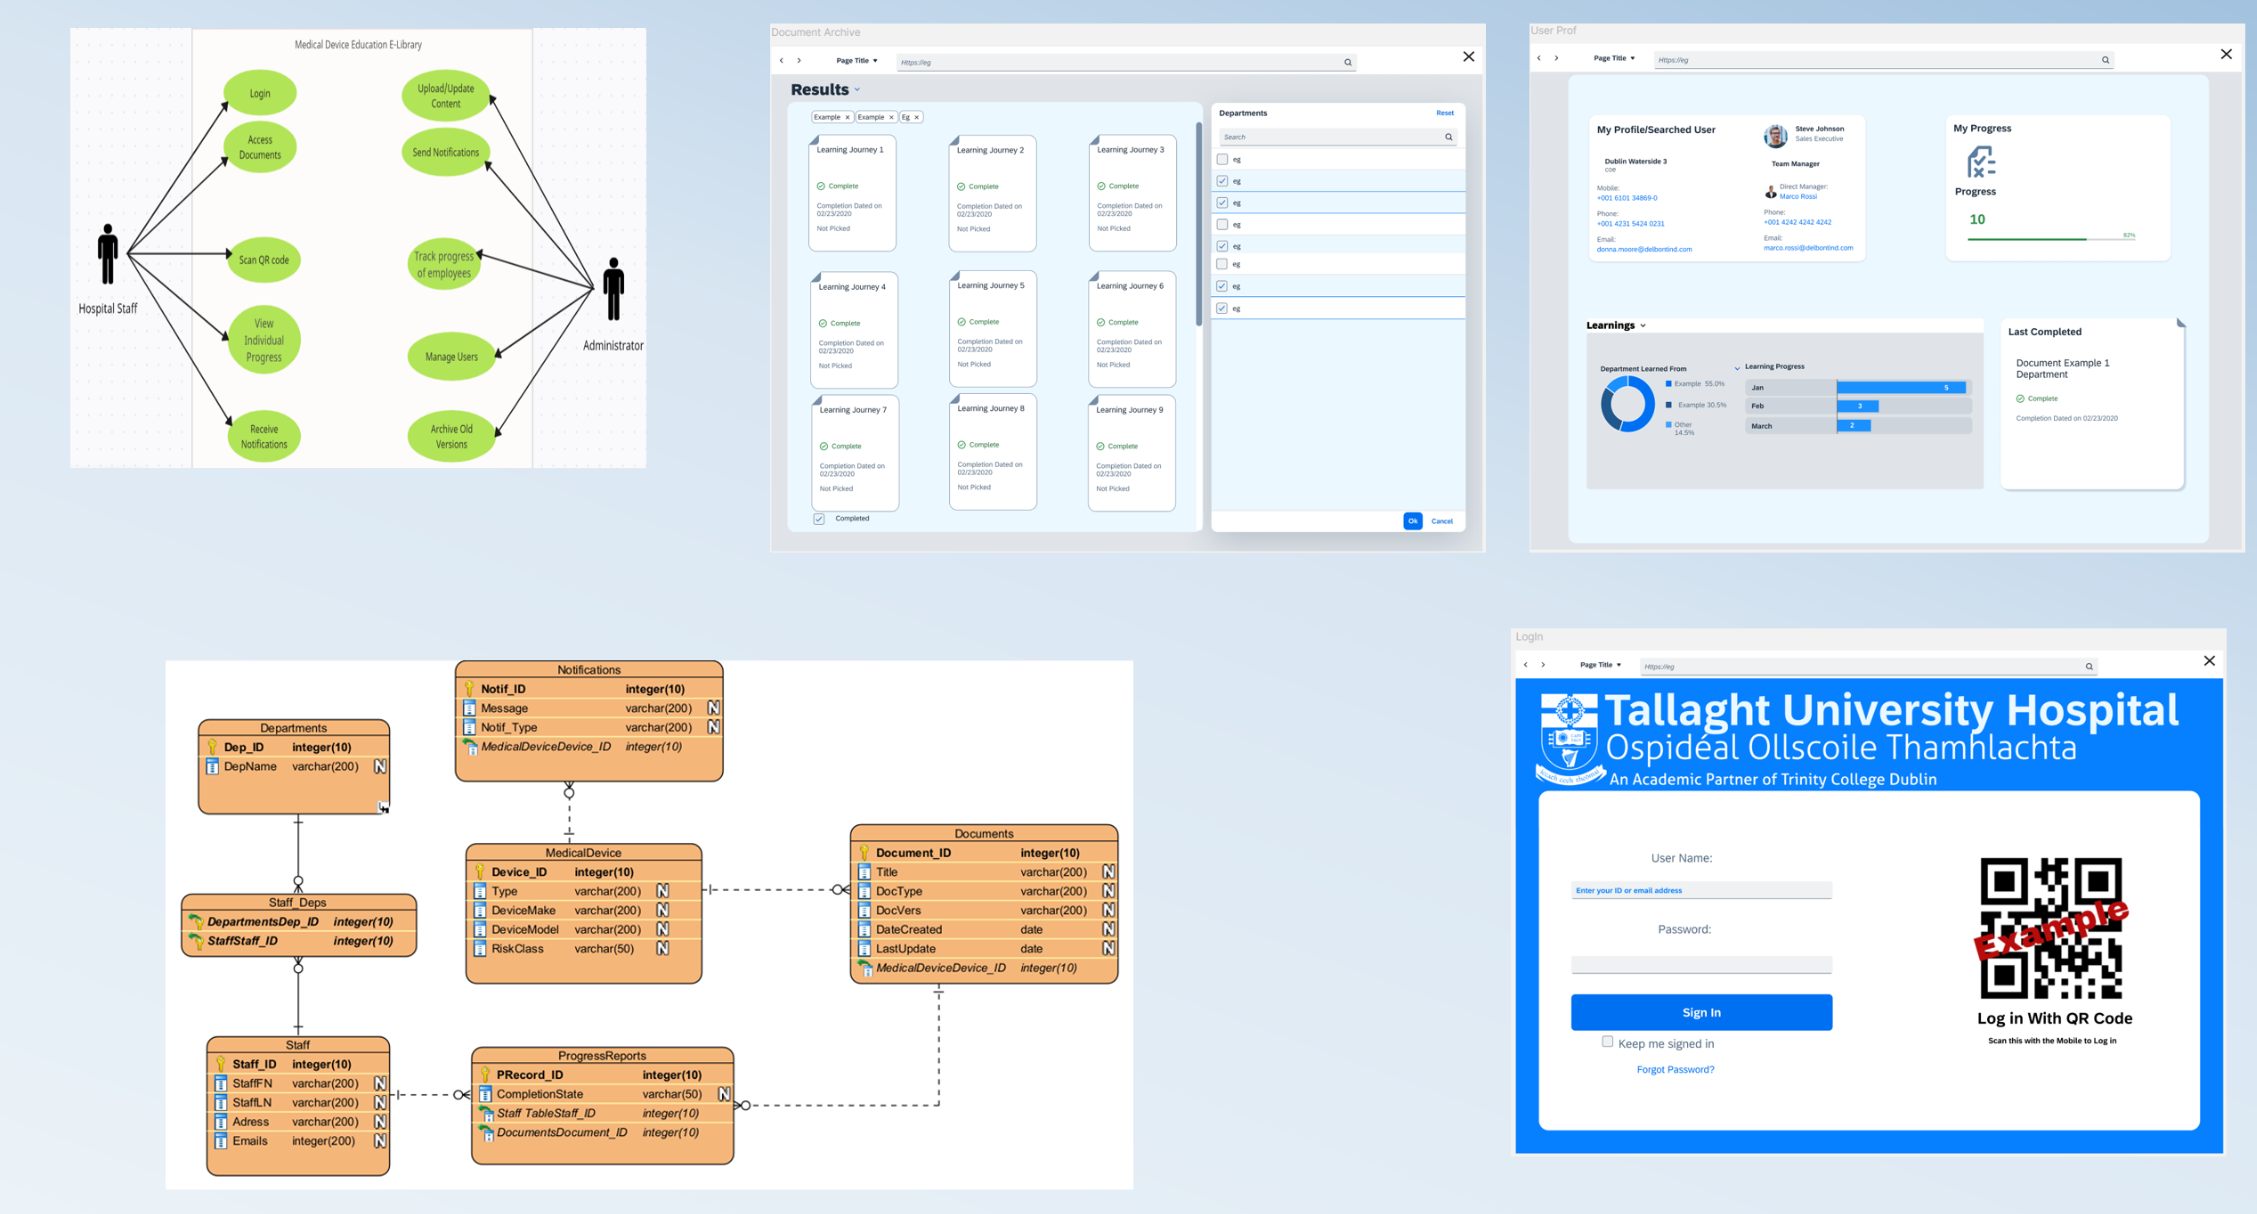 Medical Device Education E-Library
Login
Access
Documents
Scan QR code
View
Individual
Progress
Receive
Notifications
Upload/Update
Content
Send Notifications
Track progress
of employees
Manage Users
Archive Old
Versions
Hospital Staff
Administrator
Document Archive
Page Title
Https://eg
Results
Example × Example × Eg ×
Learning Journey 1
Complete
Completion Dated on
02/23/2020
Not Picked
Learning Journey 2
Complete
Completion Dated on
02/23/2020
Not Picked
Learning Journey 3
Complete
Completion Dated on
02/23/2020
Not Picked
Learning Journey 4
Complete
Completion Dated on
02/23/2020
Not Picked
Learning Journey 5
Complete
Completion Dated on
02/23/2020
Not Picked
Learning Journey 6
Complete
Completion Dated on
02/23/2020
Not Picked
Learning Journey 7
Complete
Completion Dated on
02/23/2020
Not Picked
Learning Journey 8
Complete
Completion Dated on
02/23/2020
Not Picked
Learning Journey 9
Complete
Completion Dated on
02/23/2020
Not Picked
Completed
Departments Reset
Search
eg
eg
eg
eg
eg
eg
eg
eg
Ok Cancel
User Prof
Page Title
Https://eg
My Profile/Searched User
Dublin Waterside 3
coe
Mobile:
+001 6101 34869-0
Phone:
+001 4231 5424 0231
Email:
donna.moore@delbontind.com
Steve Johnson
Sales Executive
Team Manager
Direct Manager:
Marco Rossi
Phone:
+001 4242 4242 4242
Email:
marco.rossi@delbontind.com
My Progress
Progress
10
82%
Learnings
Department Learned From
Example 55.0%
Example 30.5%
Other
14.5%
Learning Progress
Jan 5
Feb 3
March 2
Last Completed
Document Example 1
Department
Complete
Completion Dated on 02/23/2020
Notifications
Notif_ID integer(10)
Message varchar(200) N
Notif_Type varchar(200) N
MedicalDeviceDevice_ID integer(10)
Departments
Dep_ID integer(10)
DepName varchar(200) N
MedicalDevice
Device_ID integer(10)
Type varchar(200) N
DeviceMake varchar(200) N
DeviceModel varchar(200) N
RiskClass varchar(50) N
Documents
Document_ID integer(10)
Title varchar(200) N
DocType varchar(200) N
DocVers varchar(200) N
DateCreated date N
LastUpdate date N
MedicalDeviceDevice_ID integer(10)
Staff_Deps
DepartmentsDep_ID integer(10)
StaffStaff_ID integer(10)
Staff
Staff_ID integer(10)
StaffFN varchar(200) N
StaffLN varchar(200) N
Adress varchar(200) N
Emails integer(200) N
ProgressReports
PRecord_ID integer(10)
CompletionState varchar(50) N
Staff TableStaff_ID integer(10)
DocumentsDocument_ID integer(10)
LogIn
Page Title
Https://eg
Tallaght University Hospital
Ospidéal Ollscoile Thamhlachta
An Academic Partner of Trinity College Dublin
User Name:
Enter your ID or email address
Password:
Sign In
Keep me signed in
Forgot Password?
Example
Log in With QR Code
Scan this with the Mobile to Log in